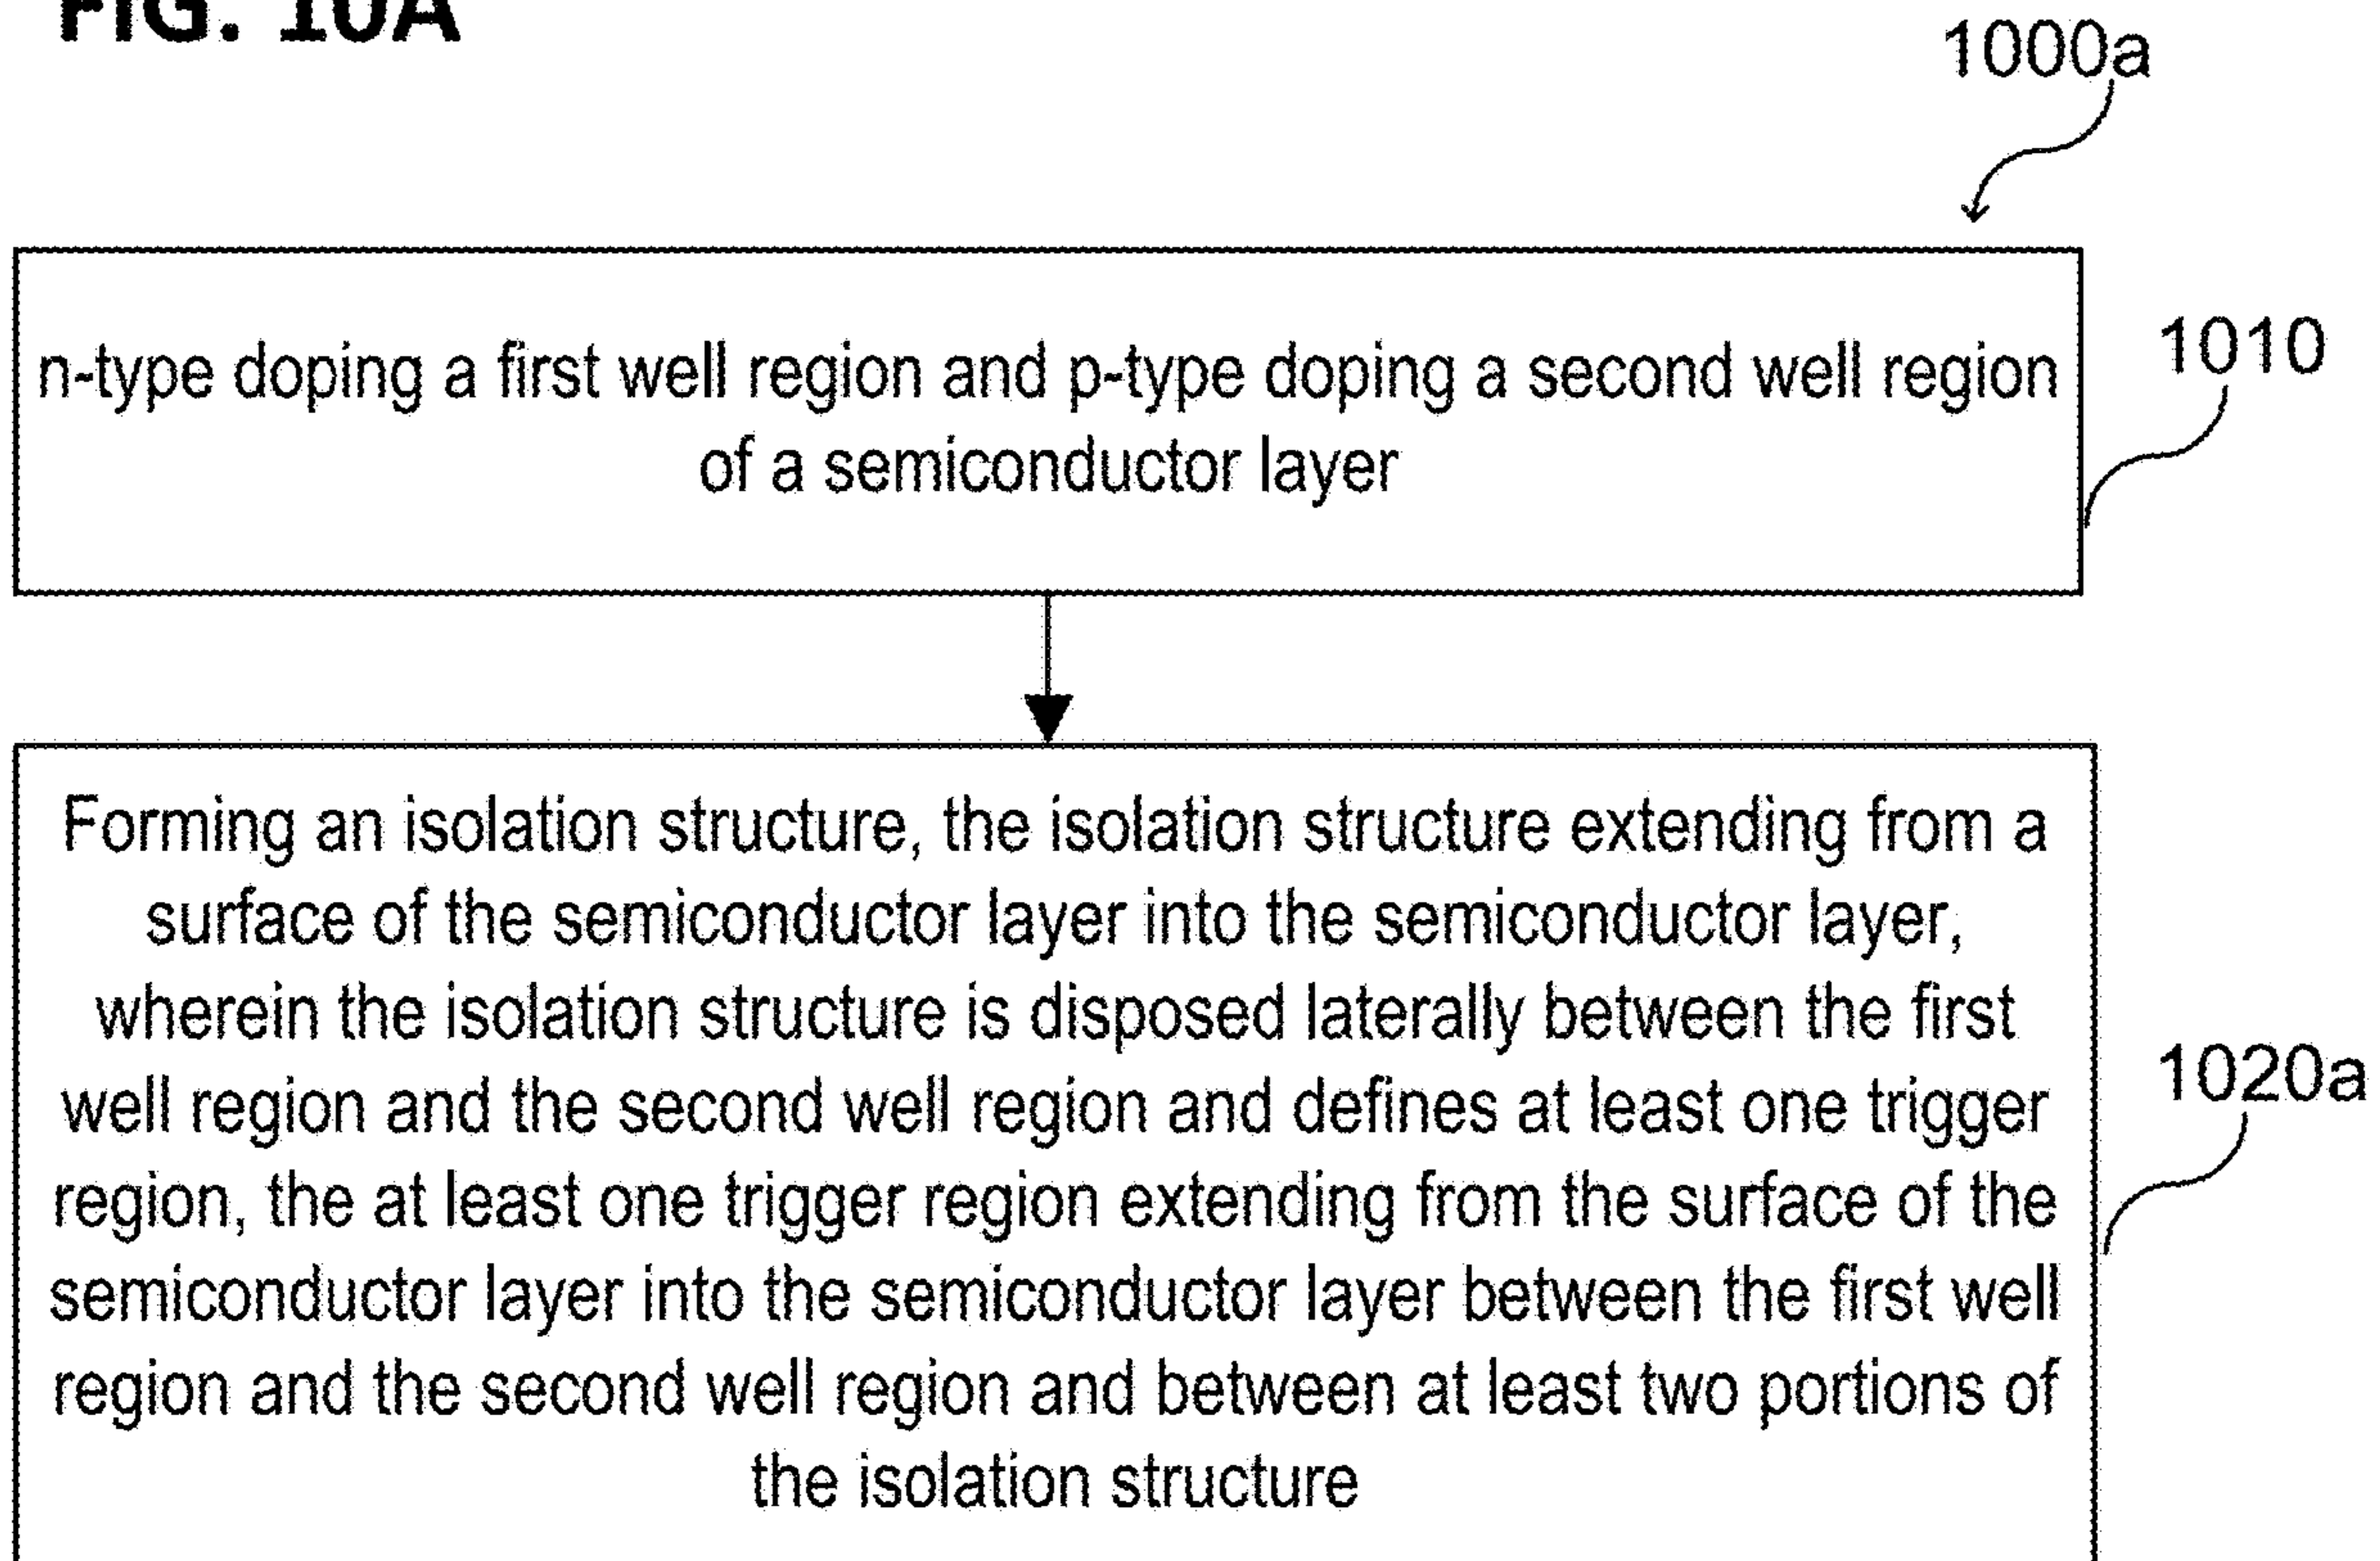 FIG. 10A
1000a
n-type doping a first well region and p-type doping a second well region
of a semiconductor layer
1010
Forming an isolation structure, the isolation structure extending from a
surface of the semiconductor layer into the semiconductor layer,
wherein the isolation structure is disposed laterally between the first
well region and the second well region and defines at least one trigger
region, the at least one trigger region extending from the surface of the
semiconductor layer into the semiconductor layer between the first well
region and the second well region and between at least two portions of
the isolation structure
1020a